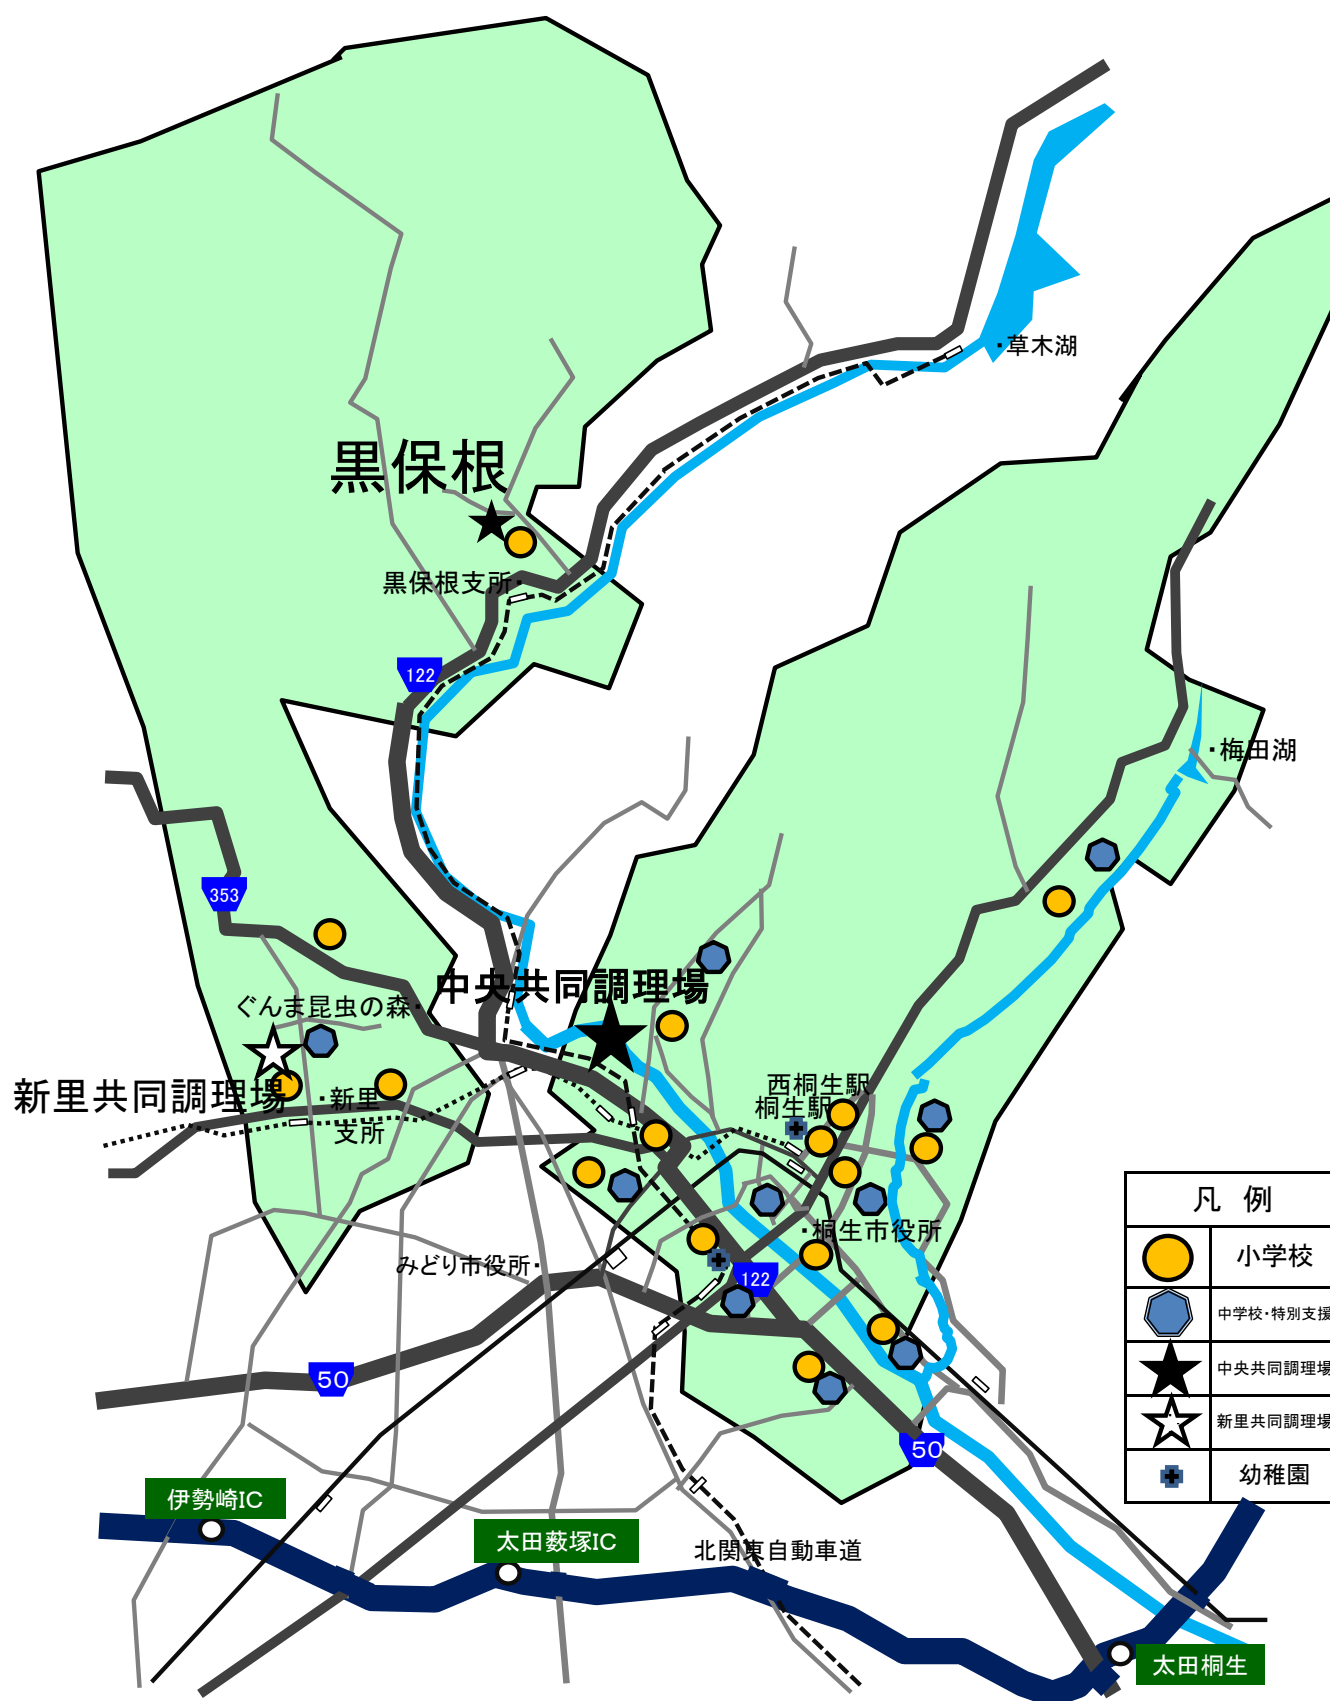 ・草木湖
黒保根
黒保根支所・
122
・梅田湖
353
中央共同調理場
ぐんま昆虫の森・
西桐生駅
桐生駅
新里共同調理場
・新里
支所
・桐生市役所
みどり市役所・
122
50
50
伊勢崎IC
太田薮塚IC
北関東自動車道
太田桐生
凡 例
小学校
中学校・特別支援
中央共同調理場
新里共同調理場
幼稚園